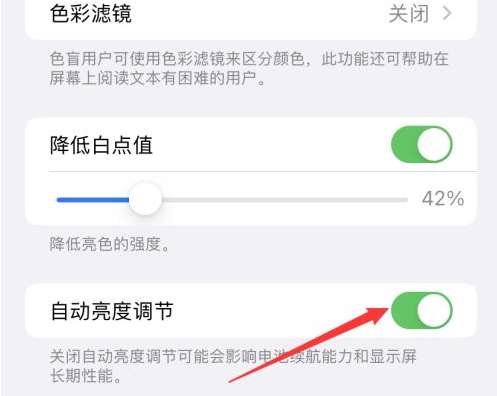 色彩滤镜
关闭
色盲用户可使用色彩滤镜来区分颜色，此功能还可帮助在
屏幕上阅读文本有困难的用户。
降低白点值
42%
降低亮色的强度。
自动亮度调节
关闭自动亮度调节可能会影响电池续航能力和显示屏
长期性能。